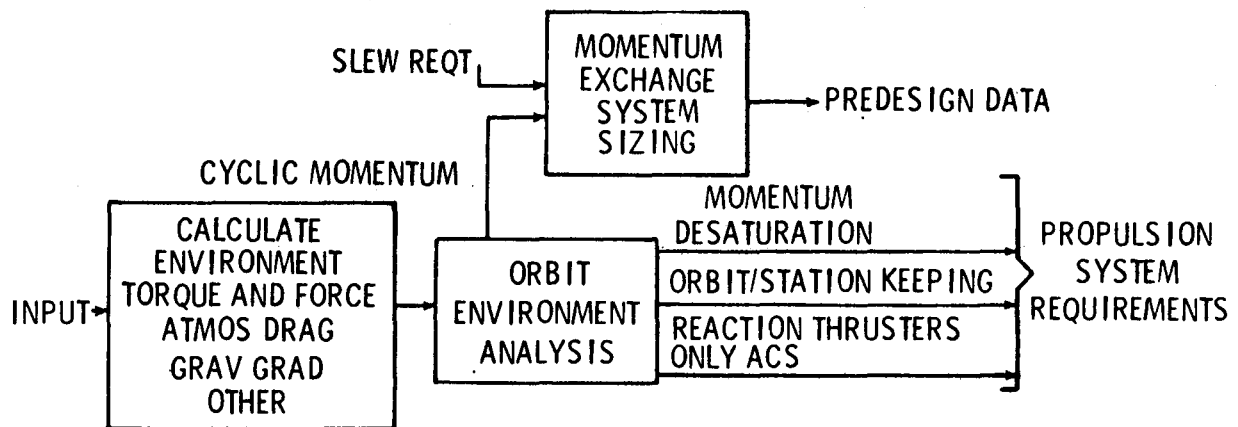 SLEW REQT
MOMENTUM
EXCHANGE
SYSTEM
SIZING
PREDESIGN DATA
CYCLIC MOMENTUM
INPUT
CALCULATE
ENVIRONMENT
TORQUE AND FORCE
ATMOS DRAG
GRAV GRAD
OTHER
ORBIT
ENVIRONMENT
ANALYSIS
MOMENTUM
DESATURATION
ORBIT/STATION KEEPING
REACTION THRUSTERS
ONLY ACS
PROPULSION
SYSTEM
REQUIREMENTS